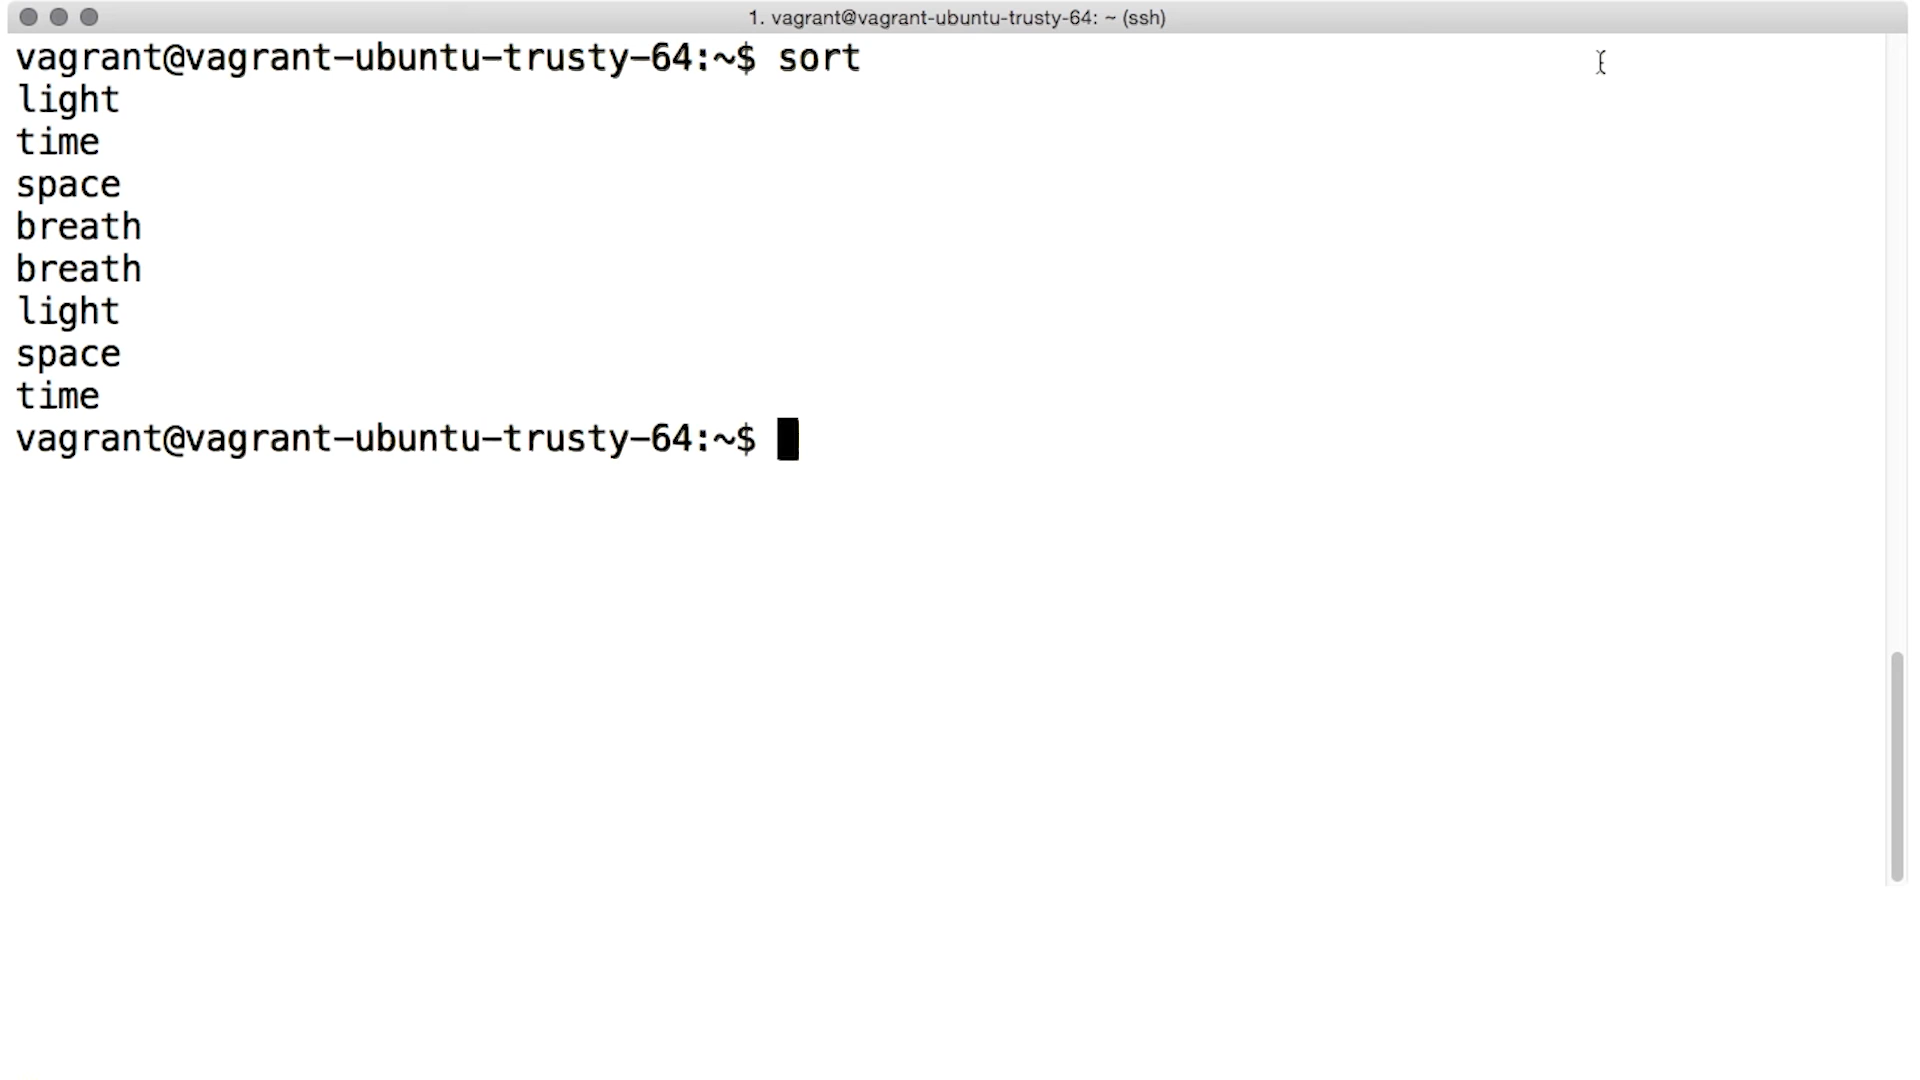 1. vagrant@vagrant-ubuntu-trusty-64: ~ (ssh)
vagrant@vagrant-ubuntu-trusty-64:~$ sort
light
time
space
breath
breath
light
space
time
vagrant@vagrant-ubuntu-trusty-64:~$